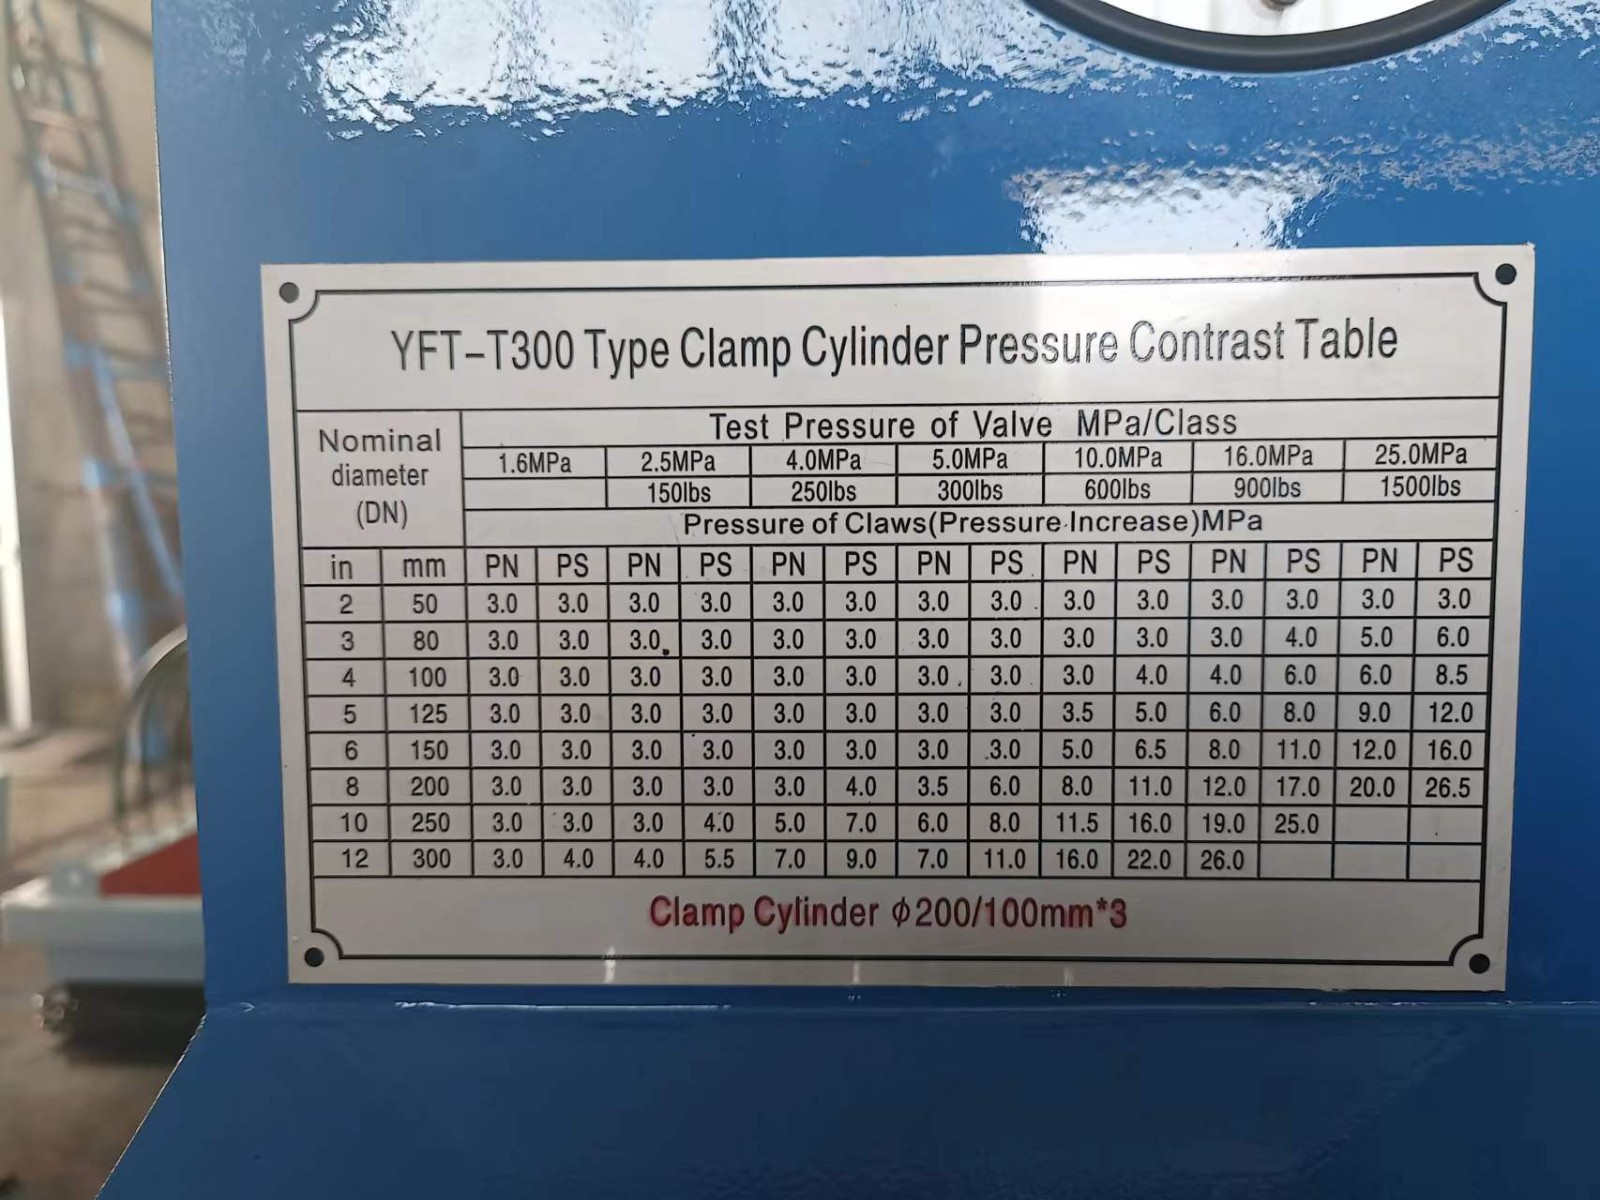 YFT-T300 Type Clamp Cylinder Pressure Contrast Table
Nominal diameter (DN)
Test Pressure of Valve MPa/Class
1.6MPa 2.5MPa 4.0MPa 5.0MPa 10.0MPa 16.0MPa 25.0MPa
150lbs 250lbs 300lbs 600lbs 900lbs 1500lbs
Pressure of Claws(Pressure Increase)MPa
in mm PN PS PN PS PN PS PN PS PN PS PN PS PN PS
2 50 3.0 3.0 3.0 3.0 3.0 3.0 3.0 3.0 3.0 3.0 3.0 3.0 3.0 3.0
3 80 3.0 3.0 3.0 3.0 3.0 3.0 3.0 3.0 3.0 3.0 3.0 4.0 5.0 6.0
4 100 3.0 3.0 3.0 3.0 3.0 3.0 3.0 3.0 3.0 4.0 4.0 6.0 6.0 8.5
5 125 3.0 3.0 3.0 3.0 3.0 3.0 3.0 3.0 3.5 5.0 6.0 8.0 9.0 12.0
6 150 3.0 3.0 3.0 3.0 3.0 3.0 3.0 3.0 5.0 6.5 8.0 11.0 12.0 16.0
8 200 3.0 3.0 3.0 3.0 3.0 4.0 3.5 6.0 8.0 11.0 12.0 17.0 20.0 26.5
10 250 3.0 3.0 3.0 4.0 5.0 7.0 6.0 8.0 11.5 16.0 19.0 25.0
12 300 3.0 4.0 4.0 5.5 7.0 9.0 7.0 11.0 16.0 22.0 26.0
Clamp Cylinder ϕ200/100mm*3